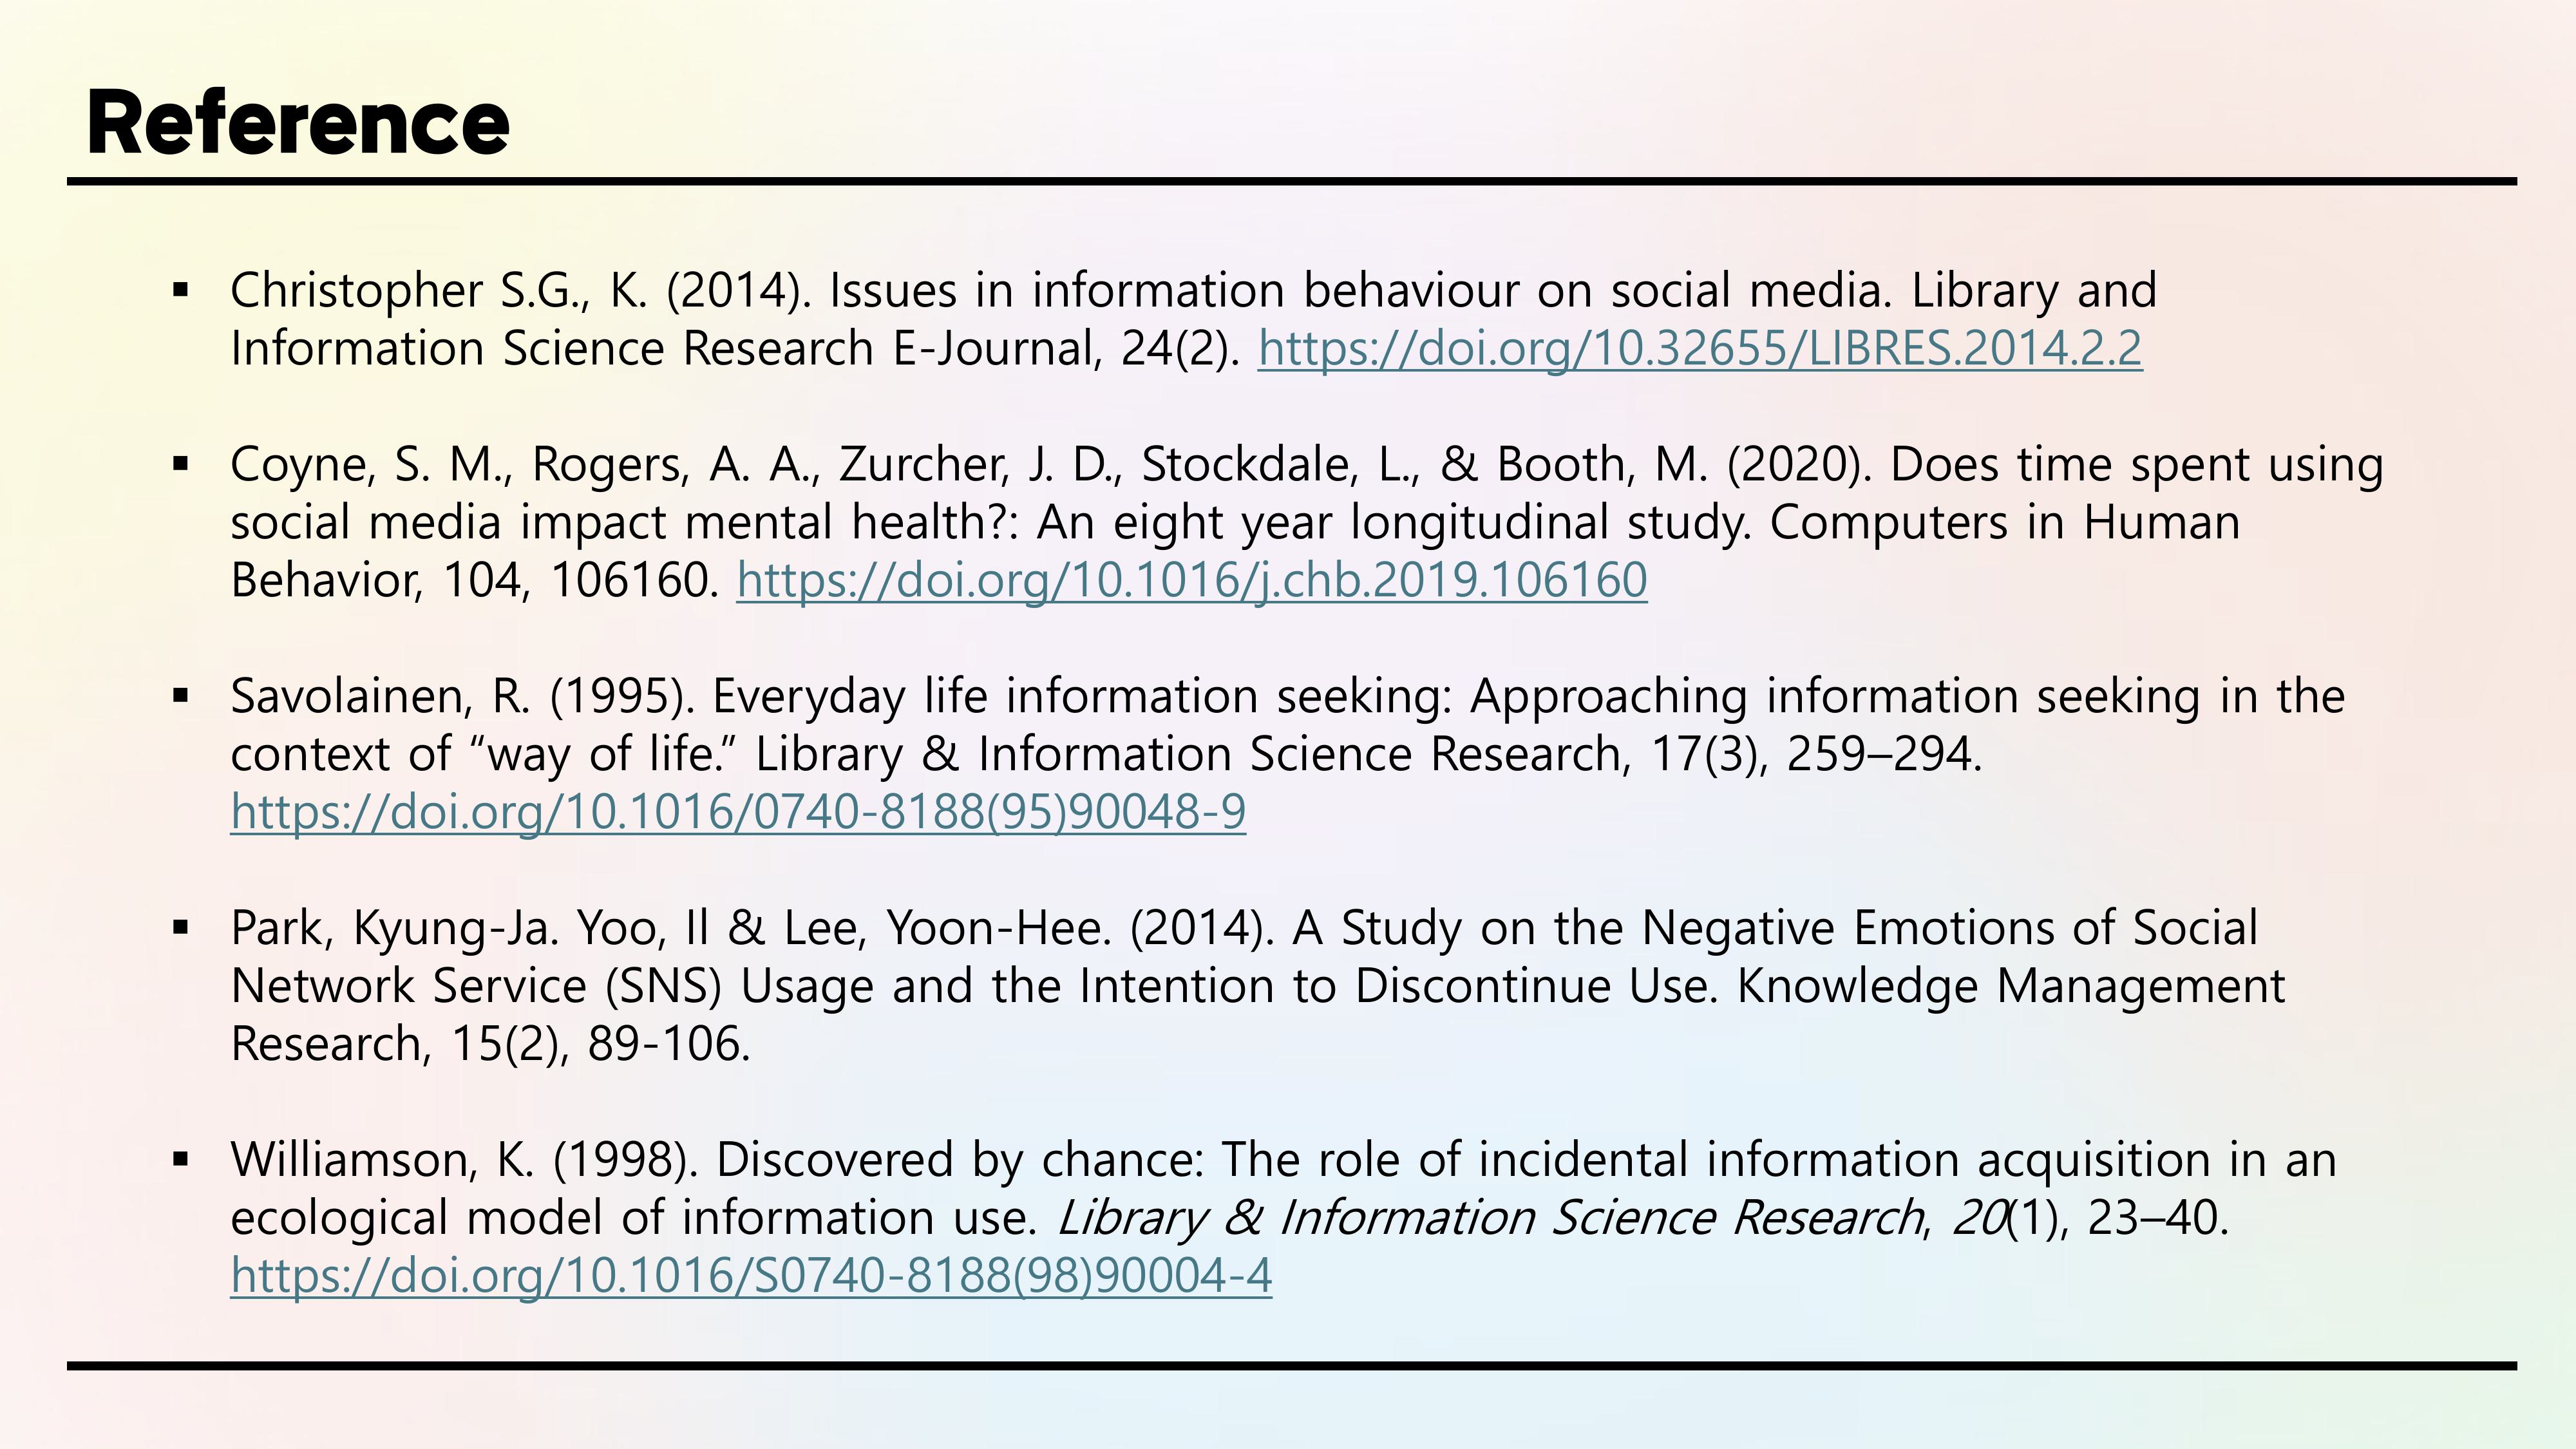 Reference
▪ Christopher S.G., K. (2014). Issues in information behaviour on social media. Library and
Information Science Research E-Journal, 24(2). https://doi.org/10.32655/LIBRES.2014.2.2
▪ Coyne, S. M., Rogers, A. A., Zurcher, J. D., Stockdale, L., & Booth, M. (2020). Does time spent using
social media impact mental health?: An eight year longitudinal study. Computers in Human
Behavior, 104, 106160. https://doi.org/10.1016/j.chb.2019.106160
▪ Savolainen, R. (1995). Everyday life information seeking: Approaching information seeking in the
context of “way of life.” Library & Information Science Research, 17(3), 259–294.
https://doi.org/10.1016/0740-8188(95)90048-9
▪ Park, Kyung-Ja. Yoo, Il & Lee, Yoon-Hee. (2014). A Study on the Negative Emotions of Social
Network Service (SNS) Usage and the Intention to Discontinue Use. Knowledge Management
Research, 15(2), 89-106.
▪ Williamson, K. (1998). Discovered by chance: The role of incidental information acquisition in an
ecological model of information use. Library & Information Science Research, 20(1), 23–40.
https://doi.org/10.1016/S0740-8188(98)90004-4